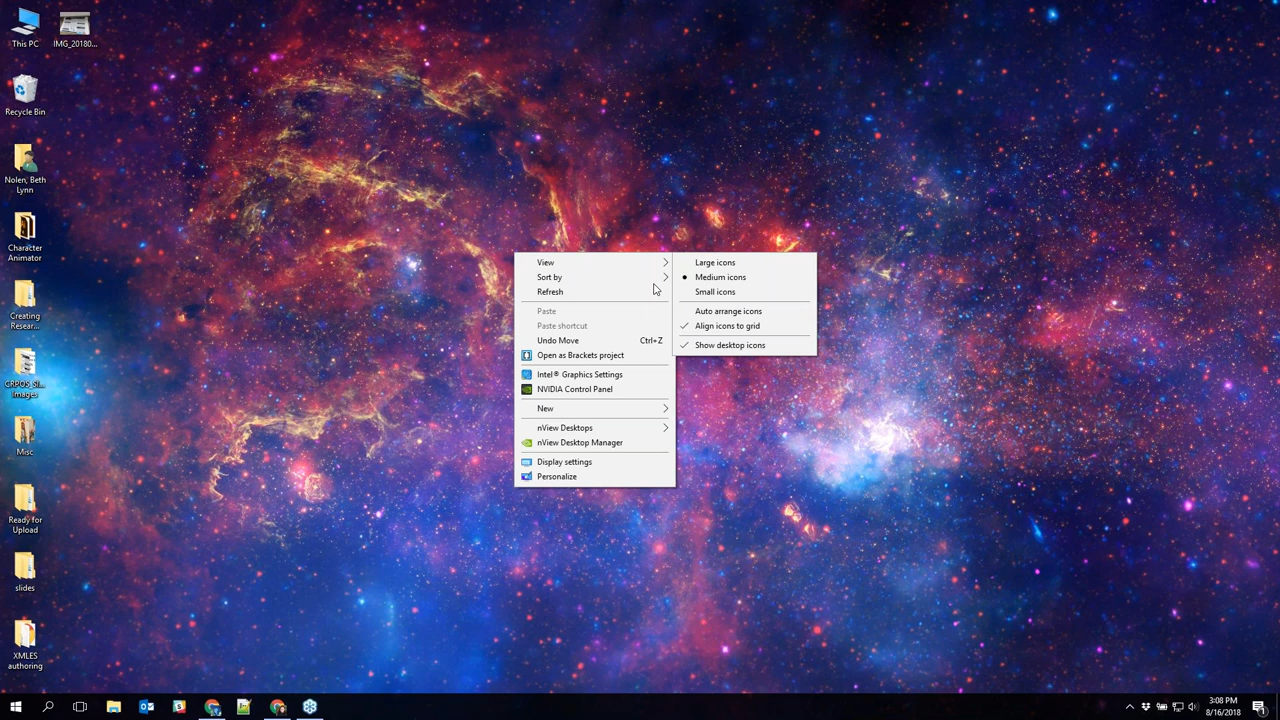 This PC
IMG_20180...
Recycle Bin
Nolen, Beth
Lynn
Character
Animator
Creating
Resear...
CRPOS_SI...
Images
Misc
Ready for
Upload
slides
XMLES
authoring
View
Sort by
Refresh
Paste
Paste shortcut
Undo Move Ctrl+Z
Open as Brackets project
Intel® Graphics Settings
NVIDIA Control Panel
New
nView Desktops
nView Desktop Manager
Display settings
Personalize
Large icons
Medium icons
Small icons
Auto arrange icons
Align icons to grid
Show desktop icons
3:08 PM
8/16/2018
1